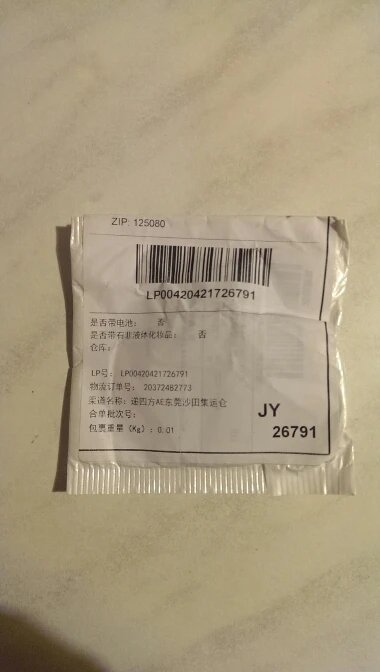 ZIP: 125080
LP00420421726791
是否带电池： 否
是否带有非液体化妆品： 否
仓库：
LP号： LP00420421726791
物流订单号： 20372482773
渠道名称：递四方AE东莞沙田集运仓
合单批次号：
包裹重量（Kg）：0.01
JY
26791